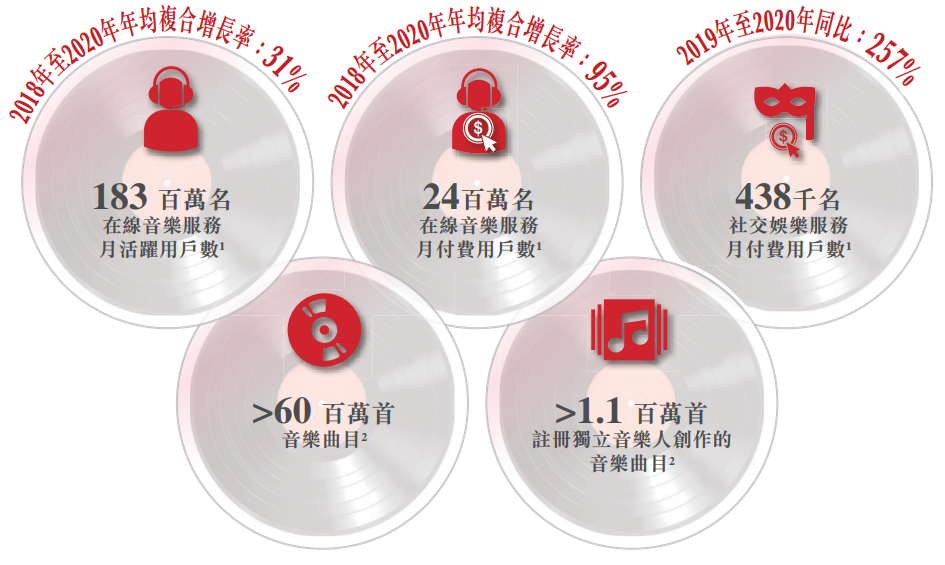 2018年至2020年年均複合增長率：31%
183 百萬名
在線音樂服務
月活躍用戶數¹
2018年至2020年年均複合增長率：95%
24百萬名
在線音樂服務
月付費用戶數¹
2019年至2020年同比：257%
438千名
社交娛樂服務
月付費用戶數¹
>60 百萬首
音樂曲目²
>1.1 百萬首
註冊獨立音樂人創作的
音樂曲目²